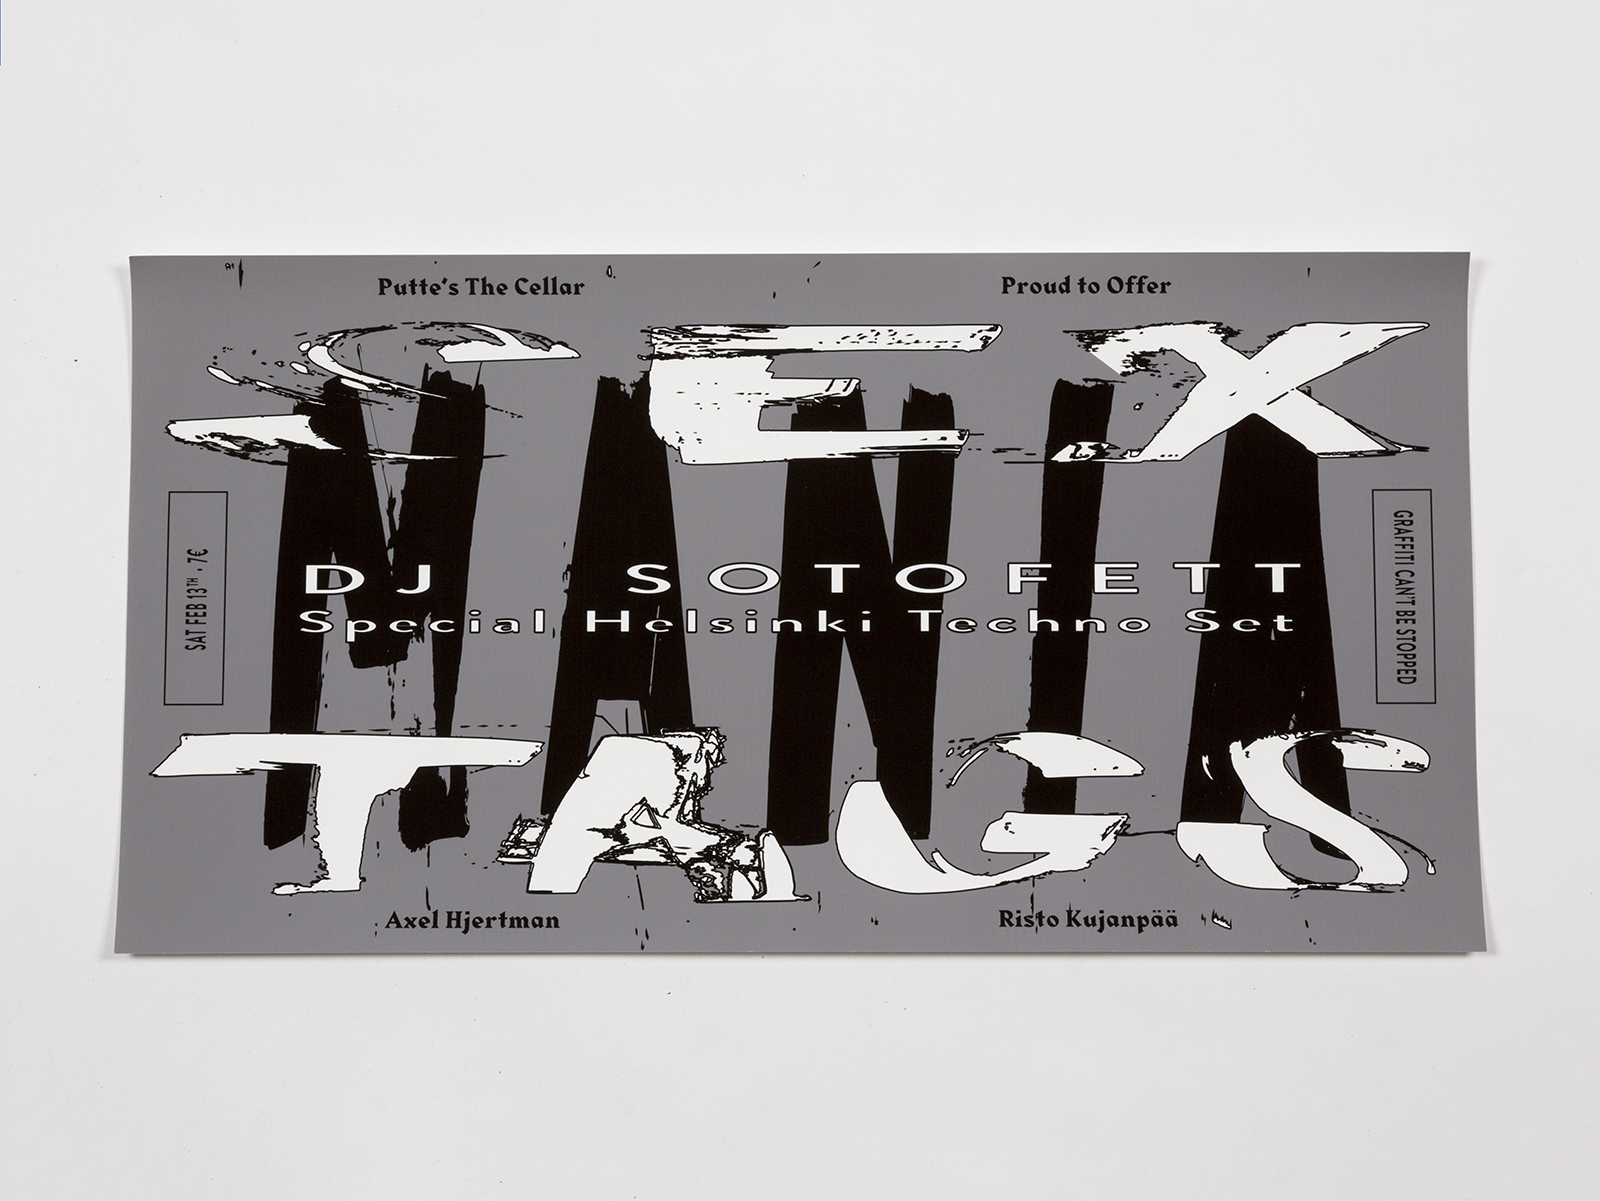 Putte's The Cellar
Proud to Offer
SEX
MANIA
DJ SOTOFETT
Special Helsinki Techno Set
TAGS
SAT FEB 13TH - 7€
GRAFFITI CAN'T BE STOPPED
Axel Hjertman
Risto Kujanpää